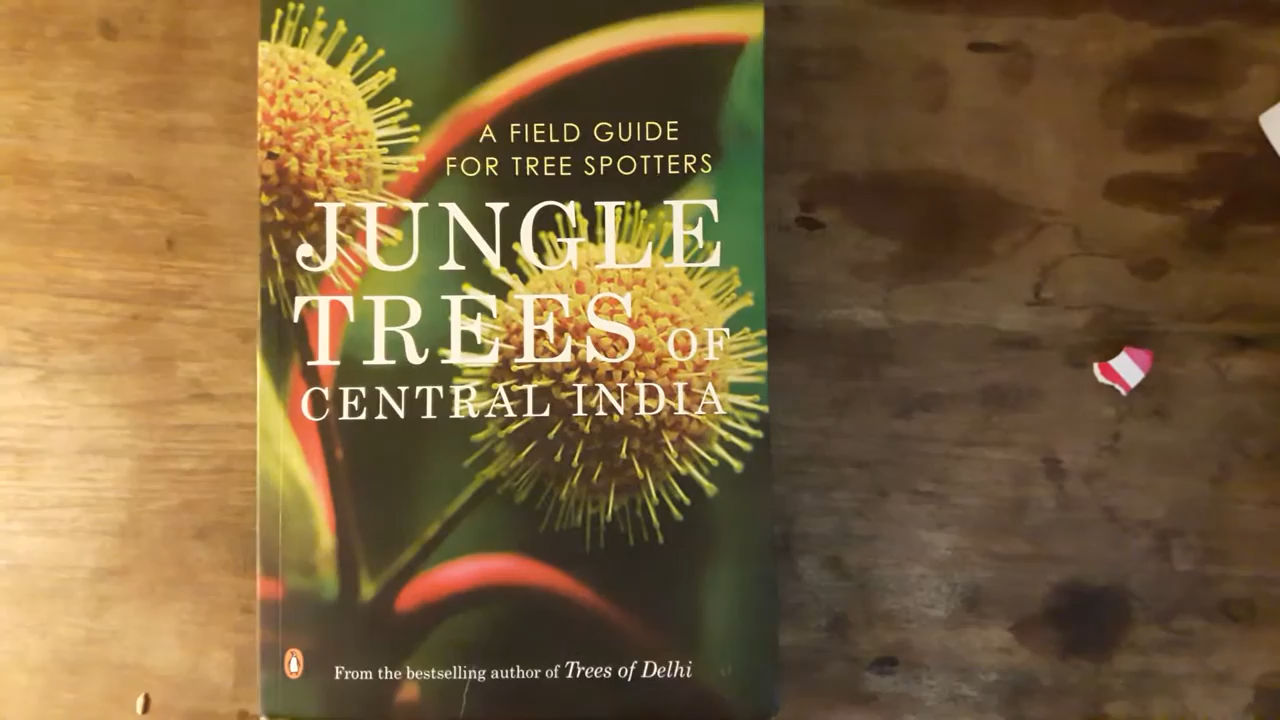 A FIELD GUIDE
FOR TREE SPOTTERS
JUNGLE
TREES OF
CENTRAL INDIA
From the bestselling author of Trees of Delhi